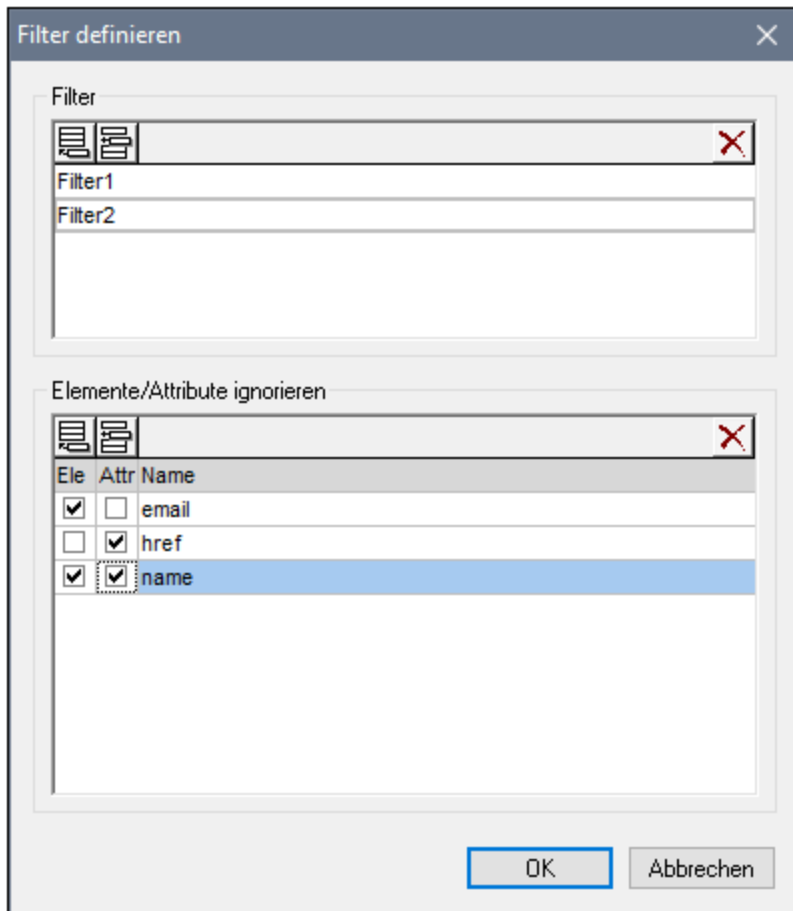 Filter definieren
Filter
Filter1
Filter2
Elemente/Attribute ignorieren
Ele Attr Name
email
href
name
OK Abbrechen